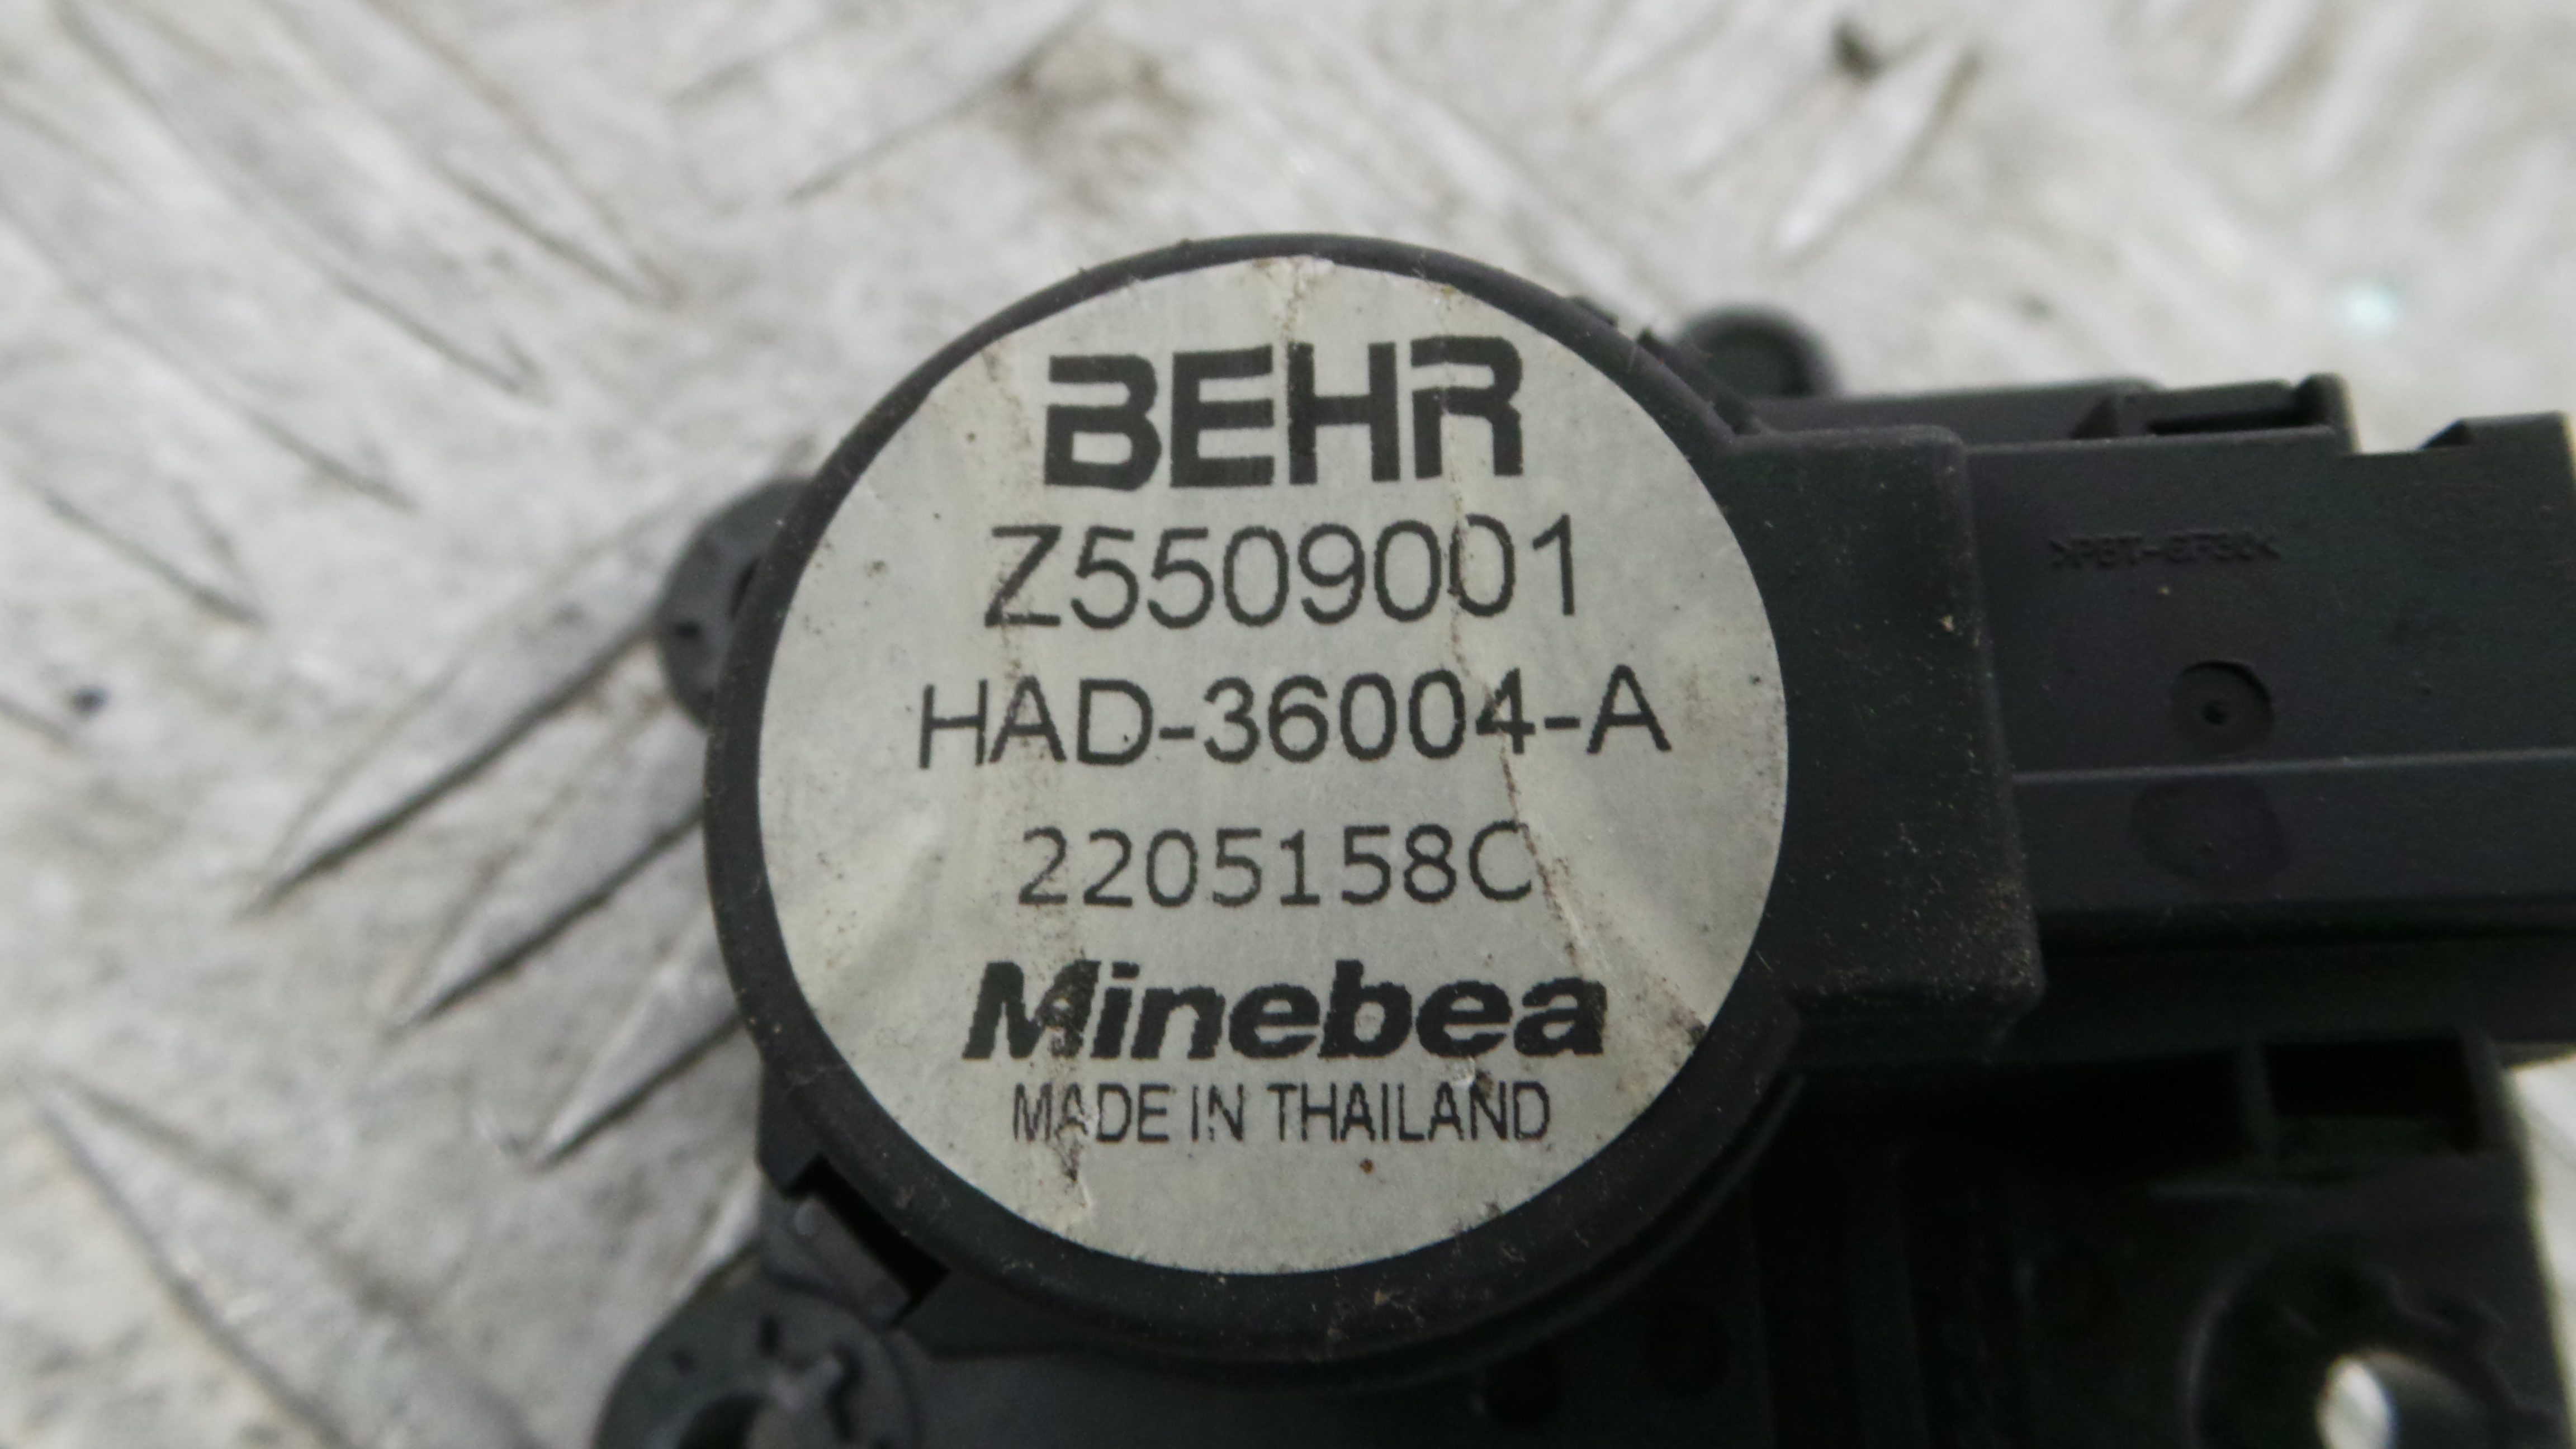 BEHR
Z5509001
HAD-36004-A
2205158C
Minebea
MADE IN THAILAND